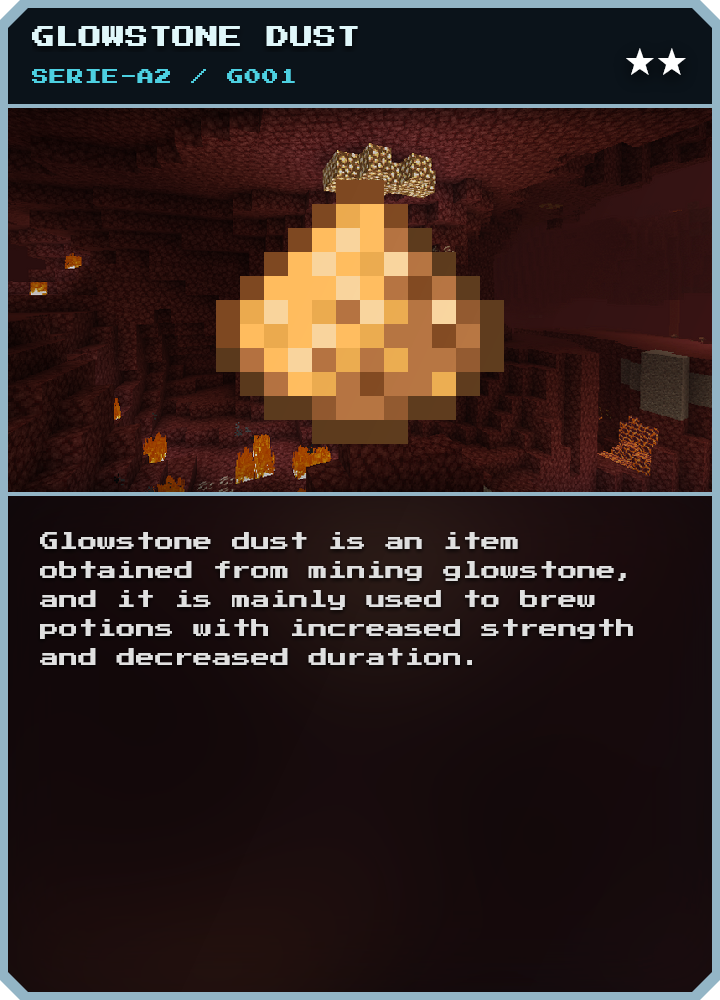 GLOWSTONE DUST
SERIE-A2 / G001
★★
Glowstone dust is an item
obtained from mining glowstone,
and it is mainly used to brew
potions with increased strength
and decreased duration.